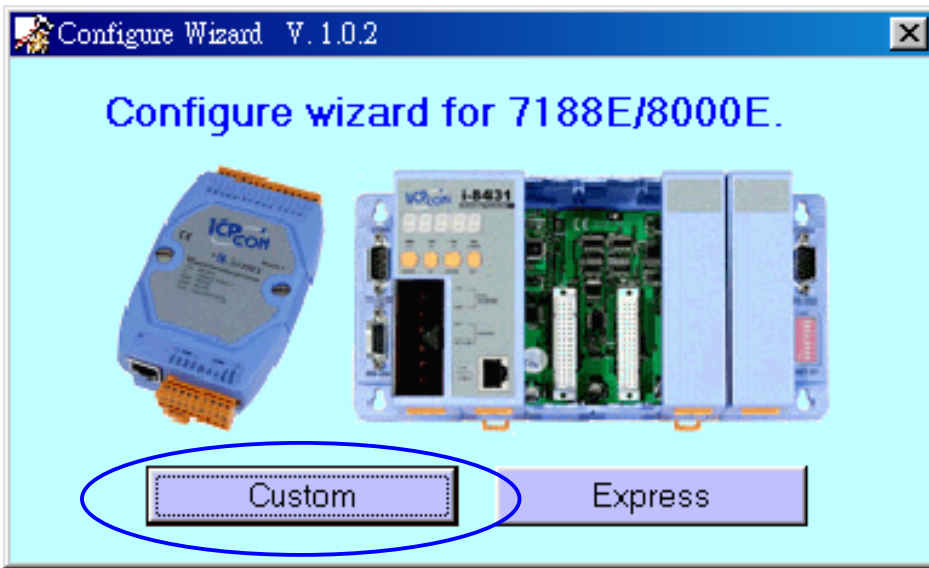 Configure Wizard V. 1.0.2
Configure wizard for 7188E/8000E.
ICP CON
ICP CON i-8431
Custom
Express